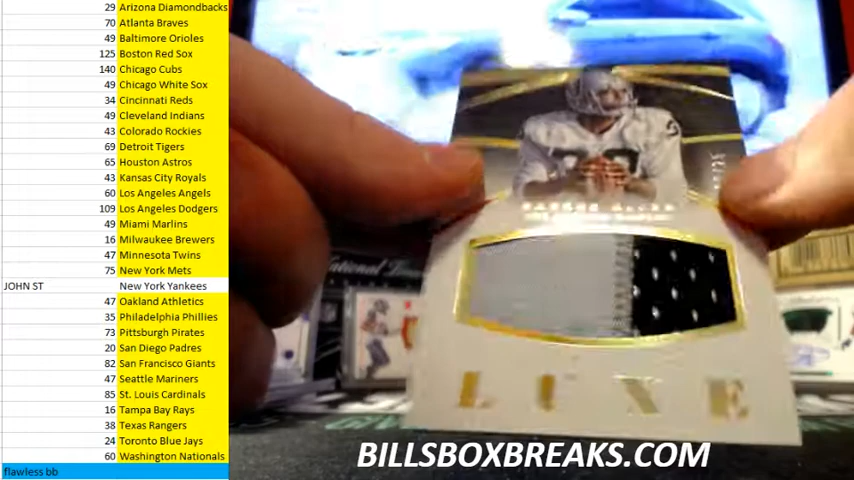 29 Arizona Diamondbacks
70 Atlanta Braves
49 Baltimore Orioles
125 Boston Red Sox
140 Chicago Cubs
49 Chicago White Sox
34 Cincinnati Reds
49 Cleveland Indians
43 Colorado Rockies
69 Detroit Tigers
65 Houston Astros
43 Kansas City Royals
60 Los Angeles Angels
109 Los Angeles Dodgers
49 Miami Marlins
16 Milwaukee Brewers
47 Minnesota Twins
75 New York Mets
JOHN ST New York Yankees
47 Oakland Athletics
35 Philadelphia Phillies
73 Pittsburgh Pirates
20 San Diego Padres
82 San Francisco Giants
47 Seattle Mariners
85 St. Louis Cardinals
16 Tampa Bay Rays
38 Texas Rangers
24 Toronto Blue Jays
60 Washington Nationals
flawless bb
LUXE
BILLSBOXBREAKS.COM